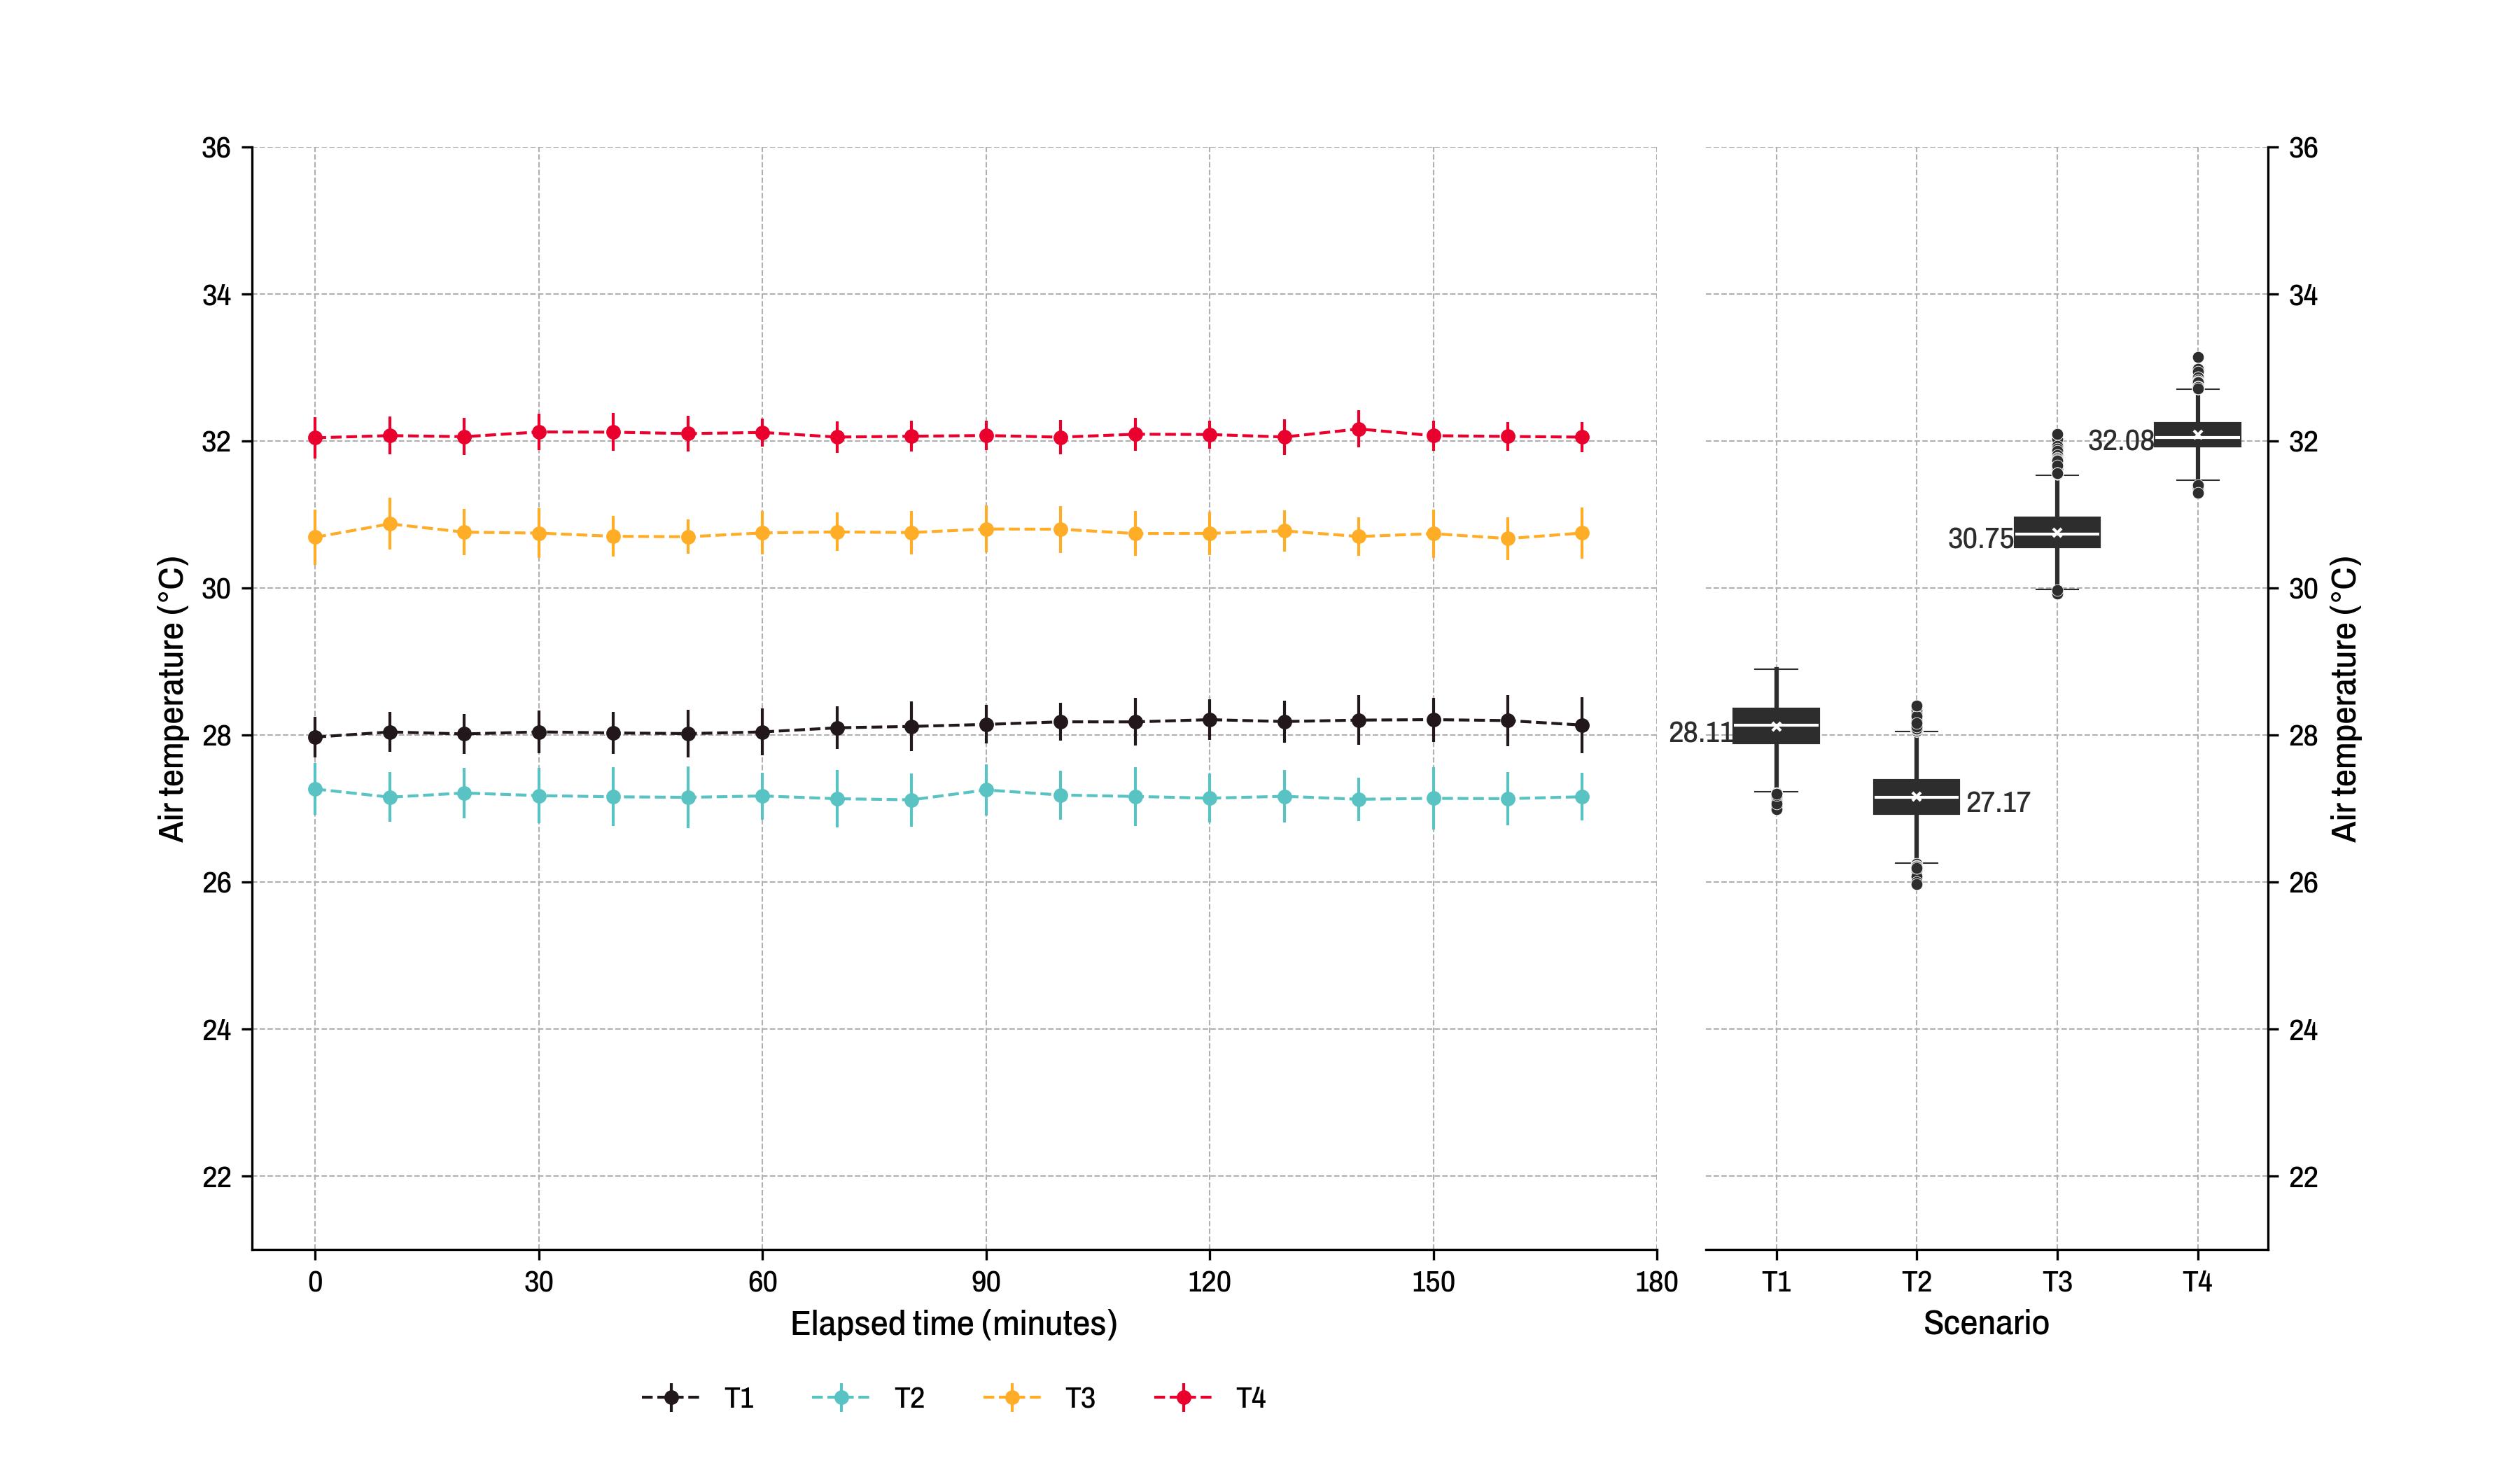 36
34
32
30
28
26
24
22
Air temperature (°C)
0 30 60 90 120 150 180
Elapsed time (minutes)
28.11
27.17
30.75
32.08
T1 T2 T3 T4
Scenario
36
34
32
30
28
26
24
22
Air temperature (°C)
T1 T2 T3 T4